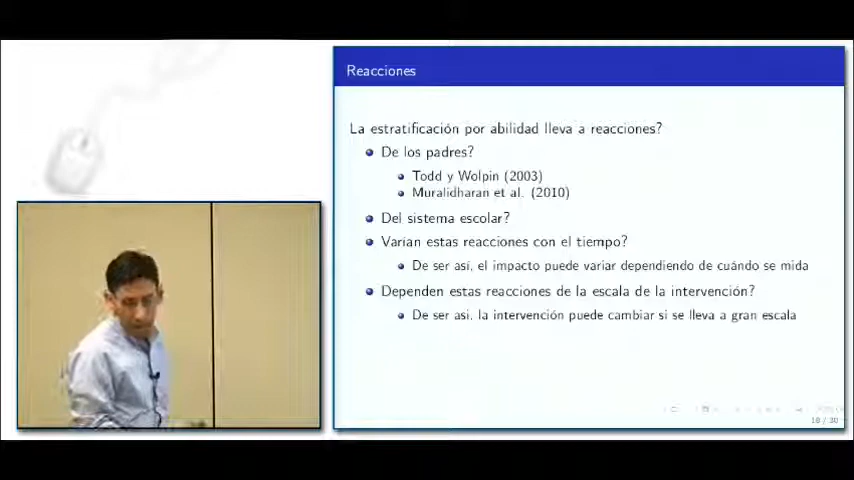 Reacciones
La estratificación por abilidad lleva a reacciones?
De los padres?
Todd y Wolpin (2003)
Muralidharan et al. (2010)
Del sistema escolar?
Varían estas reacciones con el tiempo?
De ser así, el impacto puede variar dependiendo de cuándo se mida
Dependen estas reacciones de la escala de la intervención?
De ser asi, la intervención puede cambiar si se lleva a gran escala
18 / 30